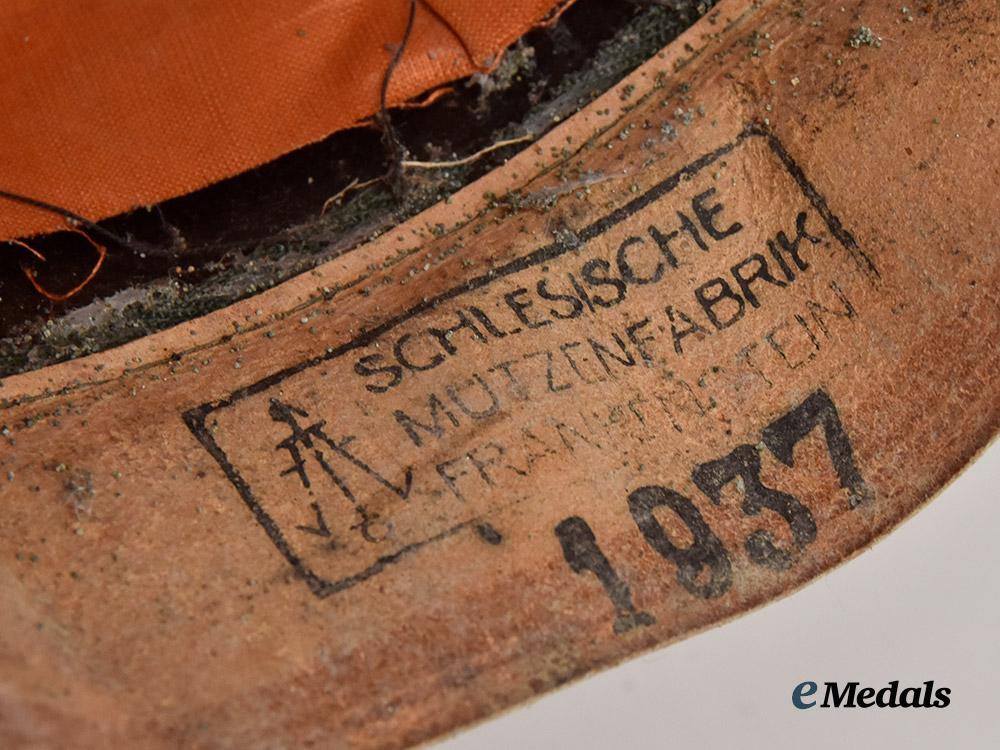 SCHLESISCHE
MÜTZENFABRIK
FRANKENSTEIN
1937
eMedals